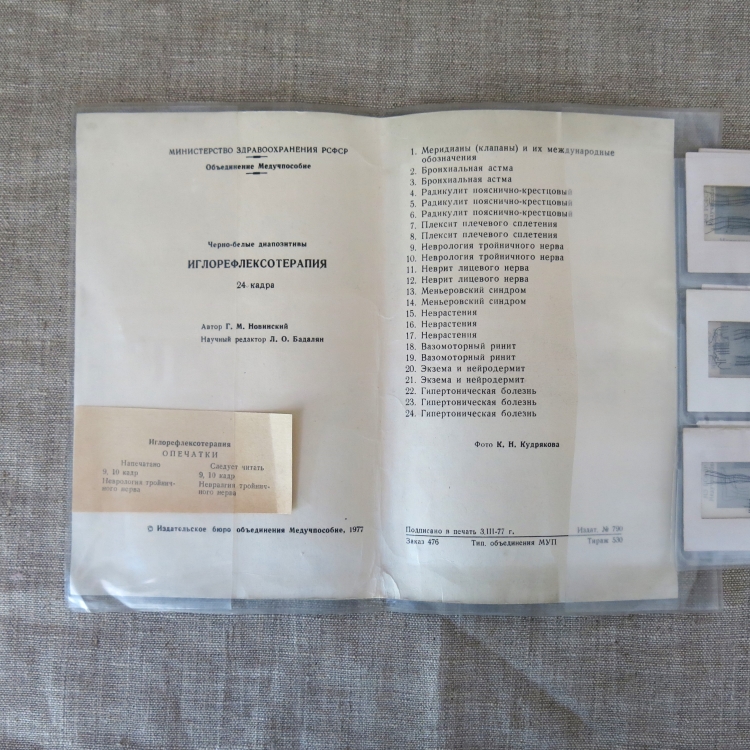 МИНИСТЕРСТВО ЗДРАВООХРАНЕНИЯ РСФСР
Объединение Медучпособие
Черно-белые диапозитивы
ИГЛОРЕФЛЕКСОТЕРАПИЯ
24 кадра
Автор Г. М. Новинский
Научный редактор Л. О. Бадалян
Иглорефлексотерапия
ОПЕЧАТКИ
Напечатано Следует читать
9, 10 кадр 9, 10 кадр
Неврология тройнич- Невралгия тройнич-
ного нерва ного нерва
© Издательское бюро объединения Медучпособие, 1977
1. Меридианы (клапаны) и их международные
обозначения
2. Бронхиальная астма
3. Бронхиальная астма
4. Радикулит пояснично-крестцовый
5. Радикулит пояснично-крестцовый
6. Радикулит пояснично-крестцовый
7. Плексит плечевого сплетения
8. Плексит плечевого сплетения
9. Неврология тройничного нерва
10. Неврология тройничного нерва
11. Неврит лицевого нерва
12. Неврит лицевого нерва
13. Меньеровский синдром
14. Меньеровский синдром
15. Неврастения
16. Неврастения
17. Неврастения
18. Вазомоторный ринит
19. Вазомоторный ринит
20. Экзема и нейродермит
21. Экзема и нейродермит
22. Гипертоническая болезнь
23. Гипертоническая болезнь
24. Гипертоническая болезнь
Фото К. Н. Кудрякова
Подписано в печать 3.III-77 г. Издат. № 790
Заказ 476 Тип. объединения МУП Тираж 530